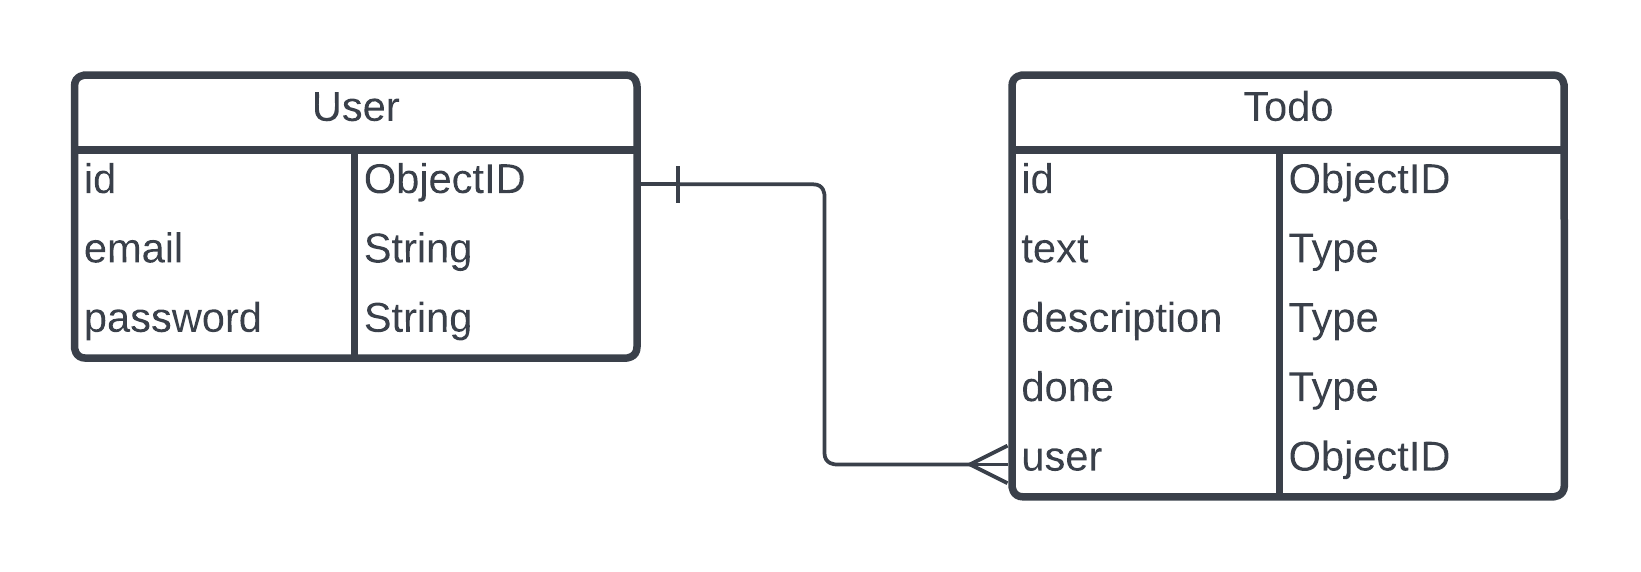 User
id ObjectID
email String
password String
Todo
id ObjectID
text Type
description Type
done Type
user ObjectID